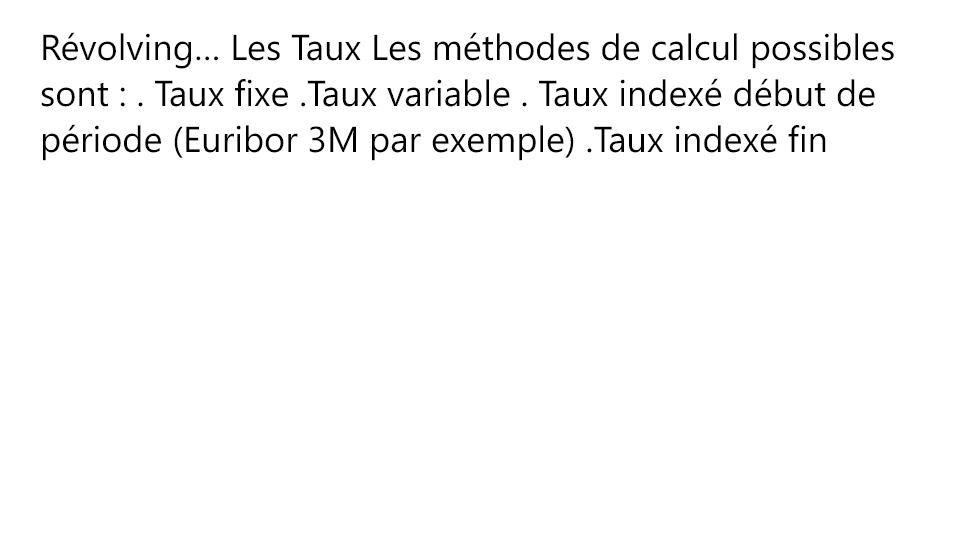 Révolving... Les Taux Les méthodes de calcul possibles
sont : . Taux fixe .Taux variable . Taux indexé début de
période (Euribor 3M par exemple) .Taux indexé fin